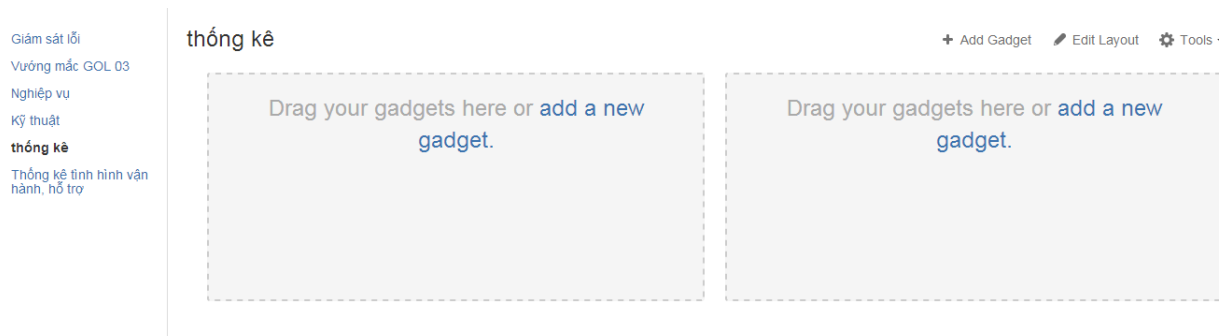 Giám sát lỗi
Vướng mắc GOL 03
Nghiệp vụ
Kỹ thuật
thống kê
Thống kê tình hình vận
hành, hỗ trợ
thống kê
Add Gadget
Edit Layout
Tools
Drag your gadgets here or add a new
gadget.
Drag your gadgets here or add a new
gadget.